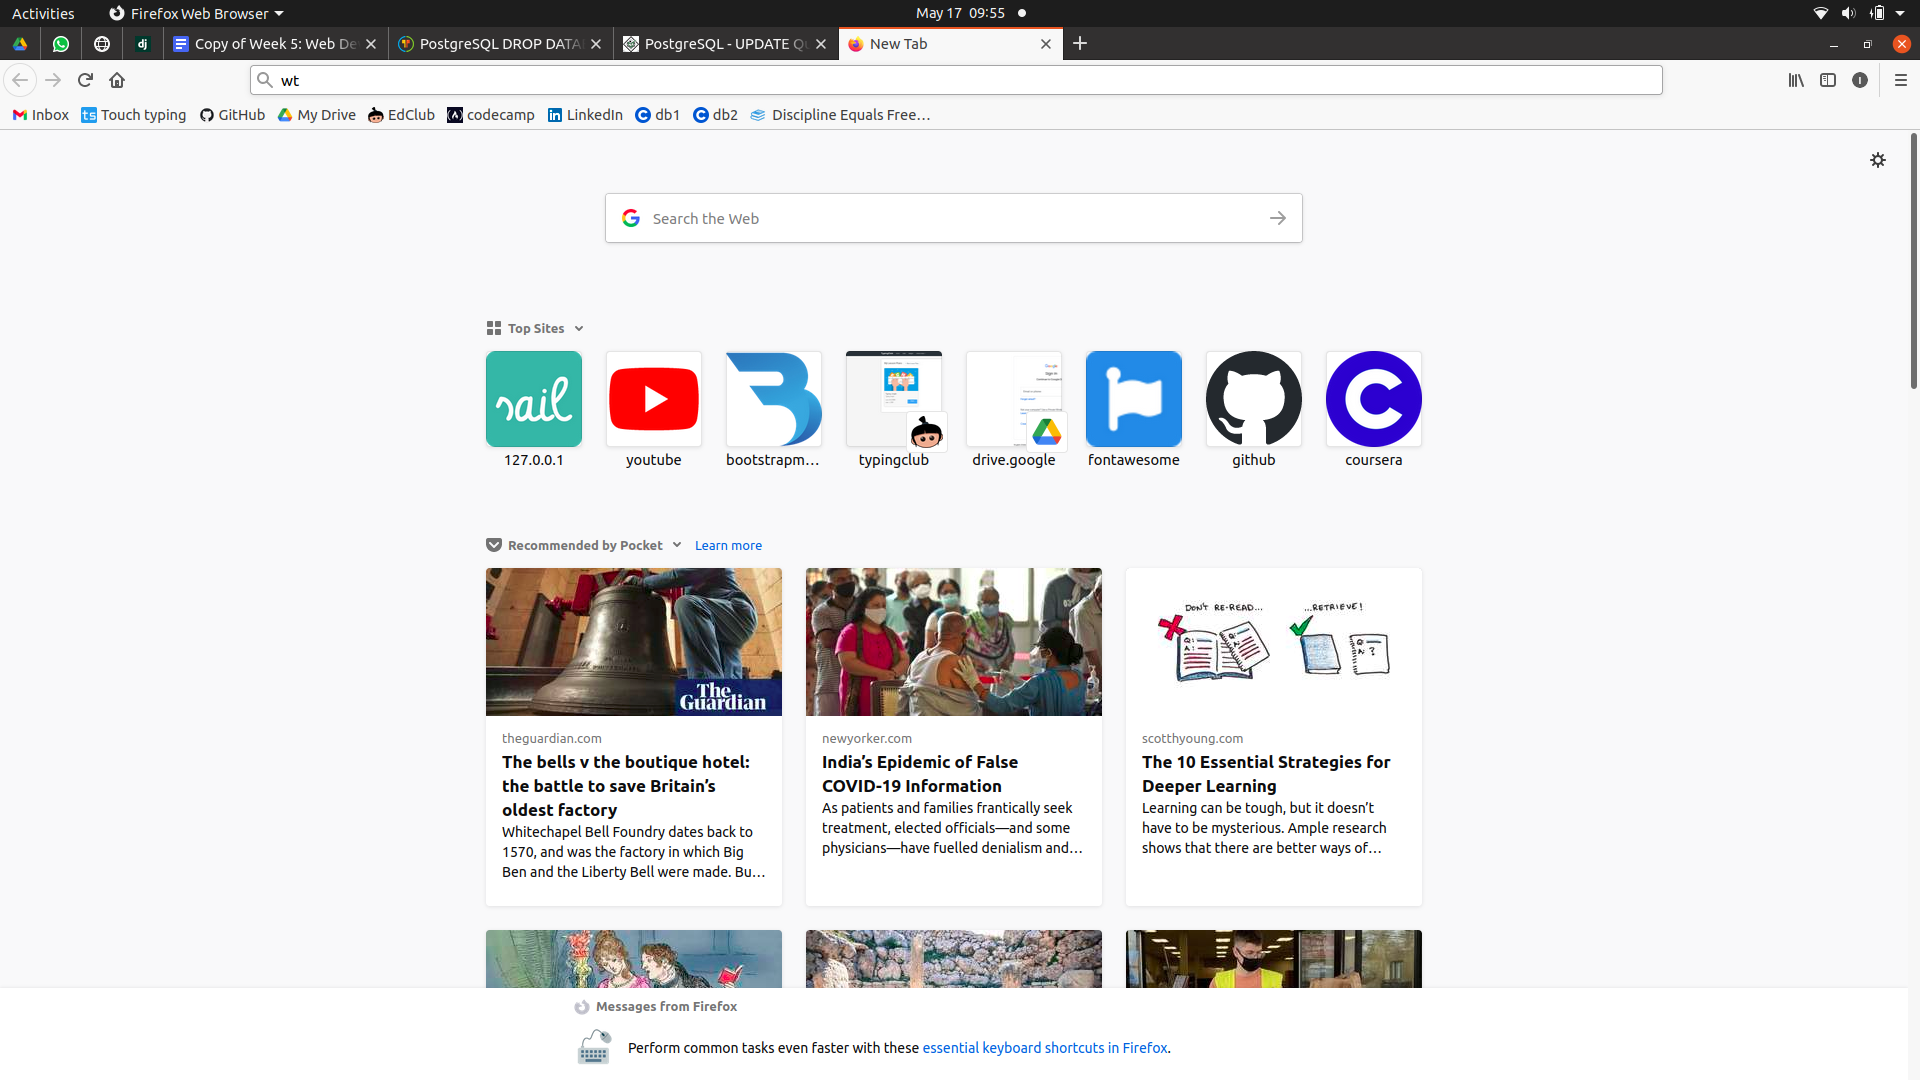 Activities
Firefox Web Browser
May 17 09:55
dj
Copy of Week 5: Web De
PostgreSQL DROP DATA
PostgreSQL - UPDATE Qu
New Tab
wt
Inbox
ts Touch typing
GitHub
My Drive
EdClub
codecamp
LinkedIn
db1
db2
Discipline Equals Free…
Search the Web
Top Sites
sail
127.0.0.1
youtube
bootstrapm…
typingclub
drive.google
fontawesome
github
coursera
Recommended by Pocket
Learn more
The Guardian
theguardian.com
The bells v the boutique hotel:
the battle to save Britain’s
oldest factory
Whitechapel Bell Foundry dates back to
1570, and was the factory in which Big
Ben and the Liberty Bell were made. Bu…
newyorker.com
India’s Epidemic of False
COVID-19 Information
As patients and families frantically seek
treatment, elected officials—and some
physicians—have fuelled denialism and…
DON'T RE-READ...
...RETRIEVE!
Q:
A:
Q:
A: ?
scotthyoung.com
The 10 Essential Strategies for
Deeper Learning
Learning can be tough, but it doesn’t
have to be mysterious. Ample research
shows that there are better ways of…
Messages from Firefox
Perform common tasks even faster with these essential keyboard shortcuts in Firefox.